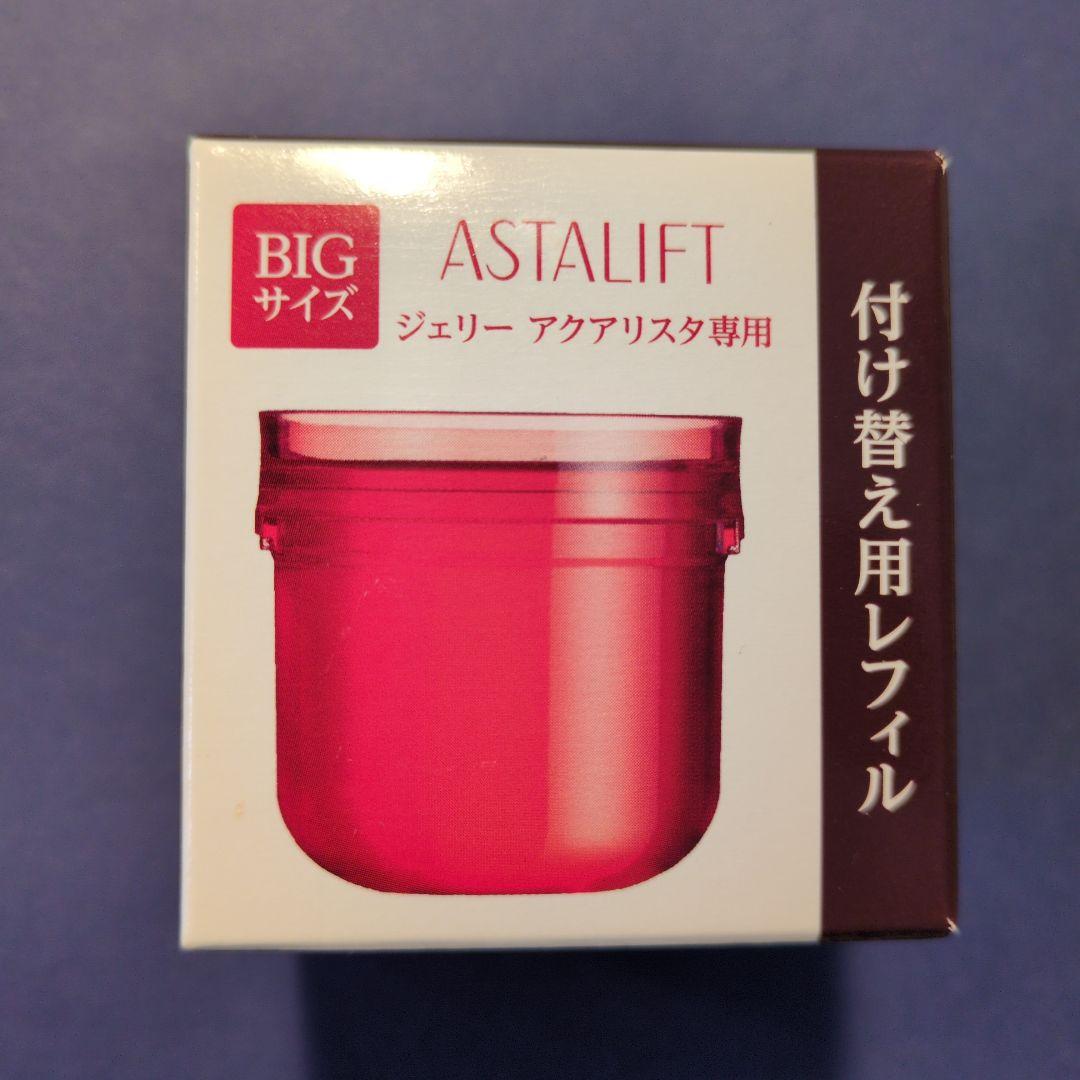 BIG
サイズ
ASTALIFT
ジェリー アクアリスタ専用
付け替え用レフィル